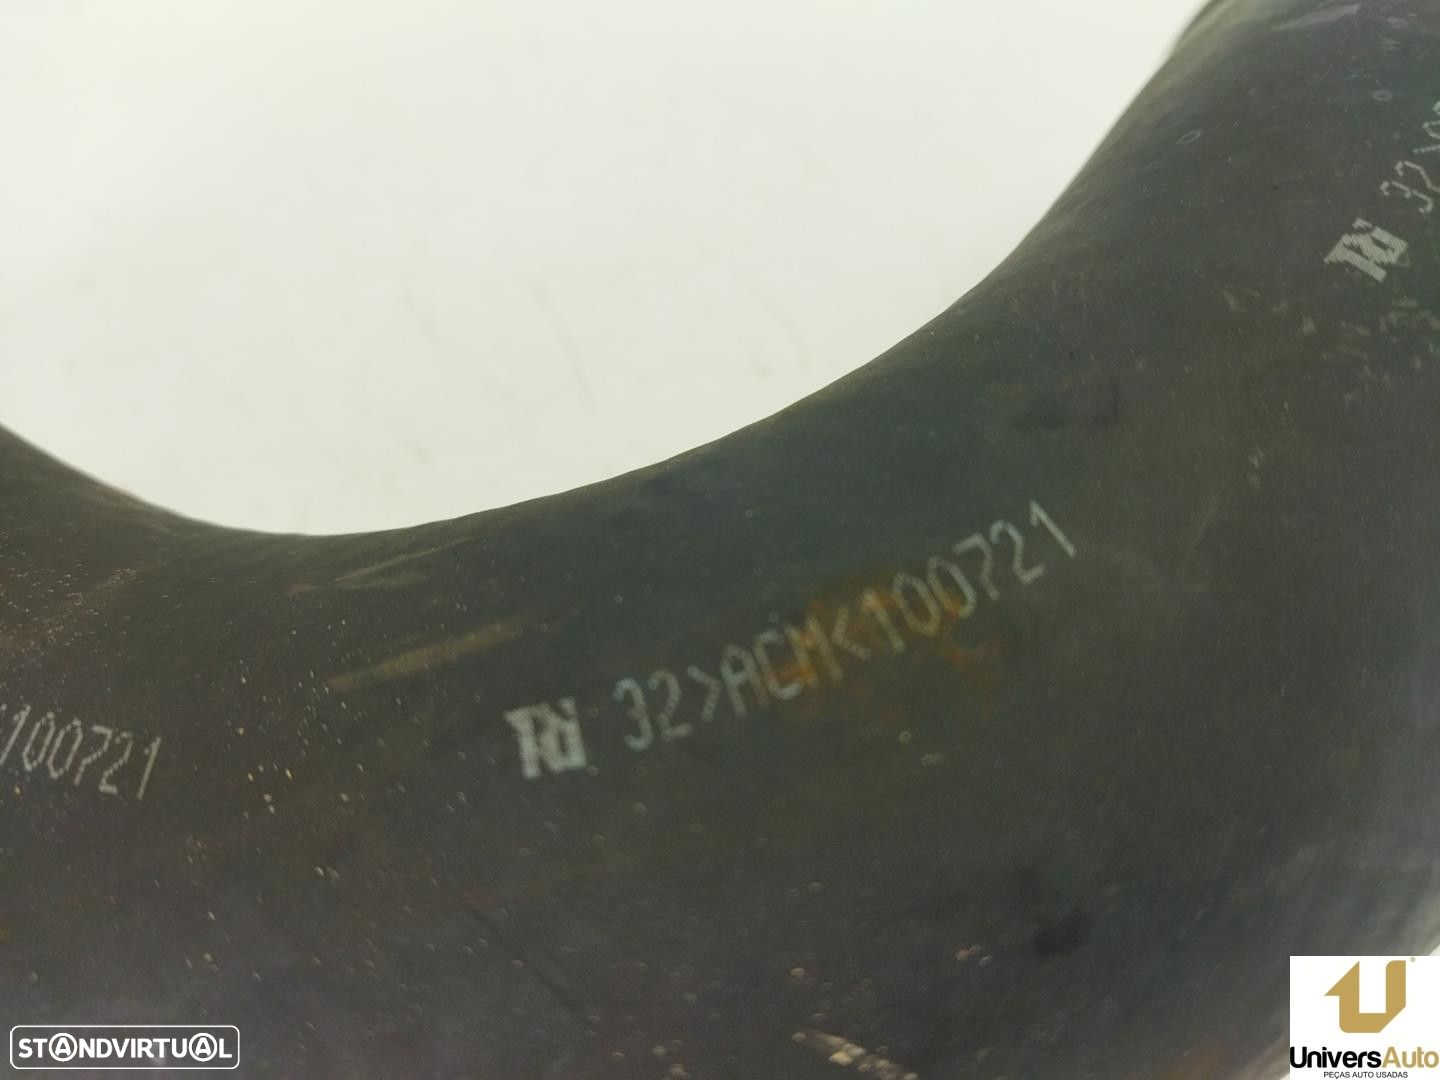 32>
32>ACM<100721
100721
STANDVIRTUAL
UniversAuto
PEÇAS AUTO USADAS